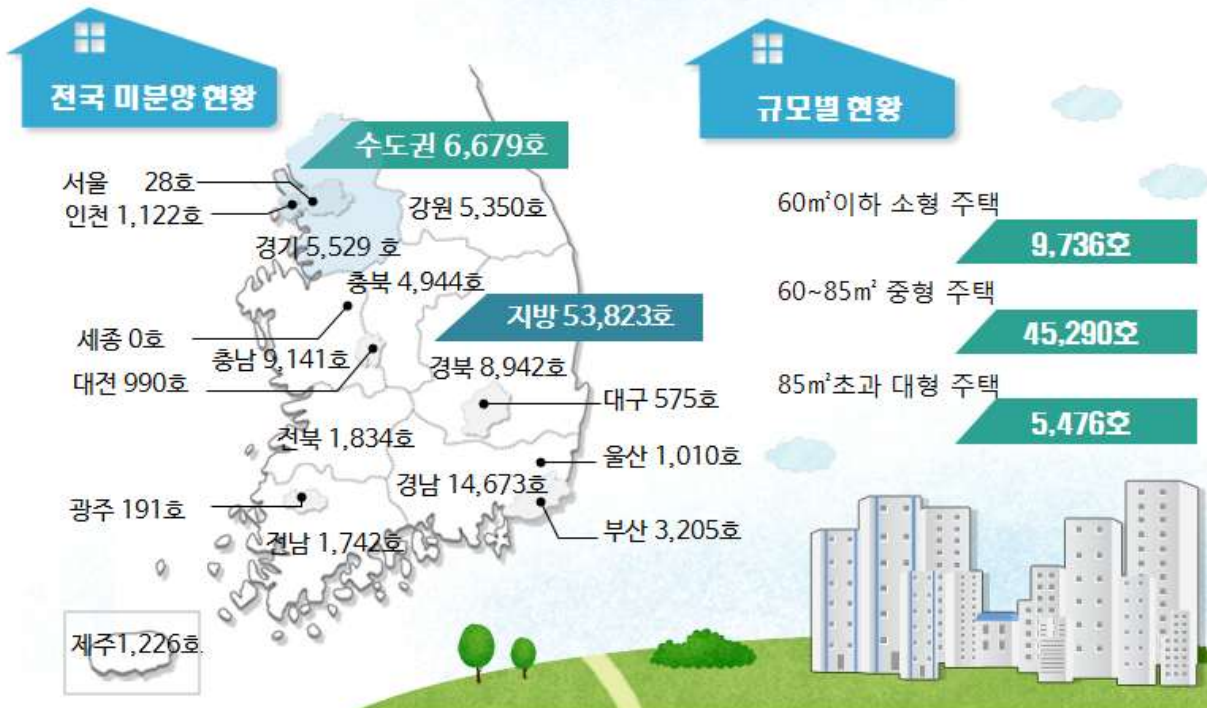 전국 미분양 현황
수도권 6,679호
서울 28호
인천 1,122호
강원 5,350호
경기 5,529 호
충북 4,944호
지방 53,823호
세종 0호
충남 9,141호
경북 8,942호
대전 990호
대구 575호
전북 1,834호
울산 1,010호
경남 14,673호
광주 191호
부산 3,205호
전남 1,742호
제주1,226호
규모별 현황
60㎡이하 소형 주택
9,736호
60~85㎡ 중형 주택
45,290호
85㎡초과 대형 주택
5,476호